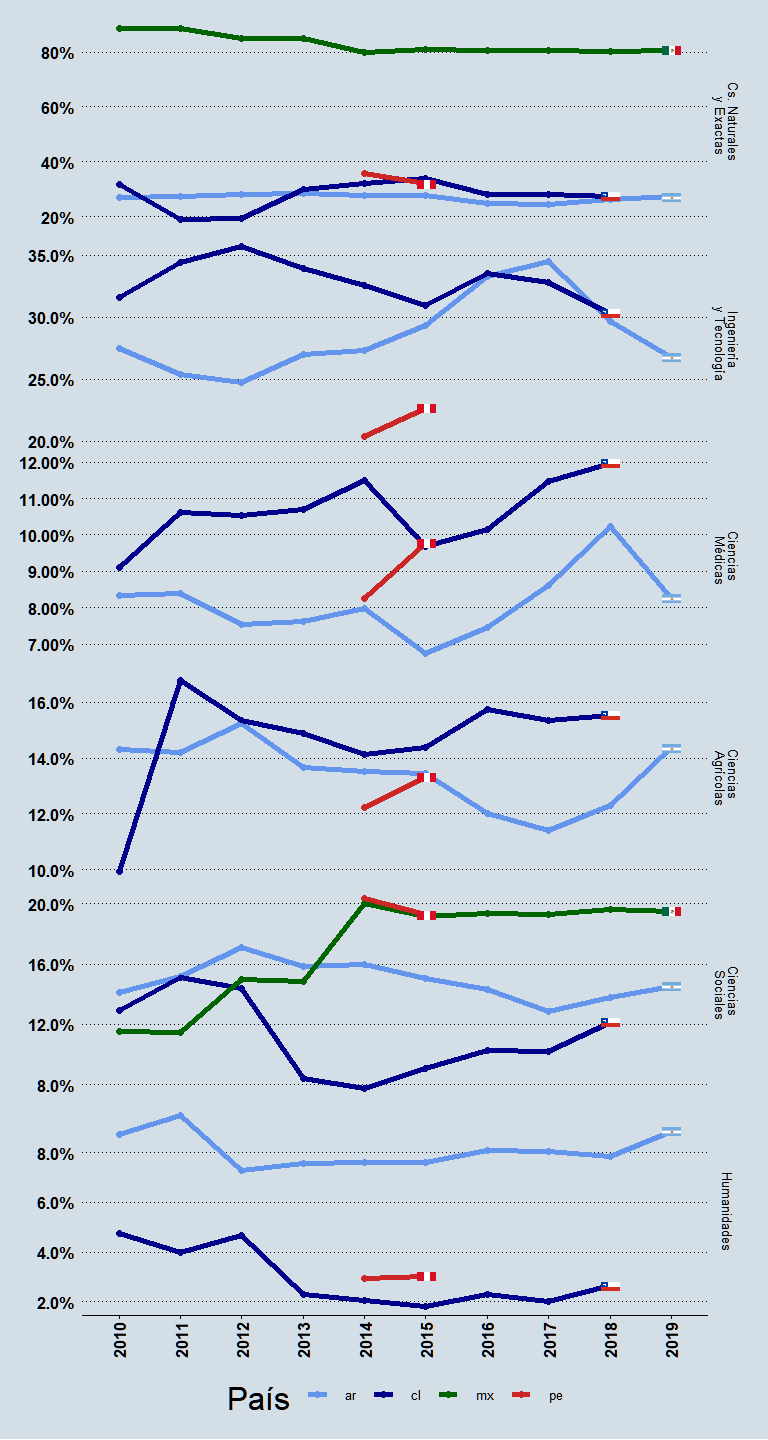 80%
60%
40%
20%
Cs. Naturales
y Exactas
35.0%
30.0%
25.0%
20.0%
Ingeniería
y Tecnología
12.00%
11.00%
10.00%
9.00%
8.00%
7.00%
Ciencias
Médicas
16.0%
14.0%
12.0%
10.0%
Ciencias
Agrícolas
20.0%
16.0%
12.0%
8.0%
Ciencias
Sociales
8.0%
6.0%
4.0%
2.0%
Humanidades
2010 2011 2012 2013 2014 2015 2016 2017 2018 2019
País ar cl mx pe